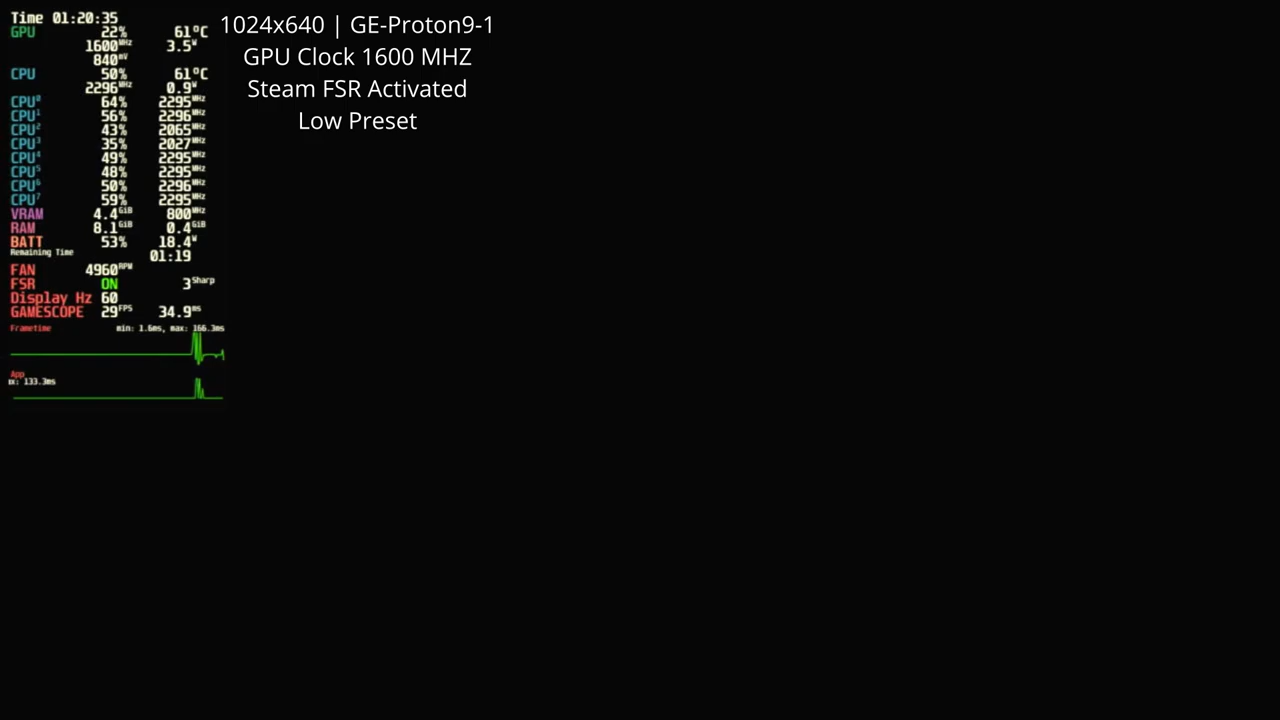 Time 01:20:35
GPU 22% 61°C
1600MHz 3.5W
840mV
CPU 50% 61°C
2296MHz 0.9W
CPU0 64% 2295MHz
CPU1 56% 2296MHz
CPU2 43% 2065MHz
CPU3 35% 2027MHz
CPU4 49% 2295MHz
CPU5 48% 2295MHz
CPU6 50% 2296MHz
CPU7 59% 2295MHz
VRAM 4.4GiB 800MHz
RAM 8.1GiB 0.4GiB
BATT 53% 18.4W
Remaining Time 01:19
FAN 4960RPM
FSR ON 3Sharp
Display Hz 60
GAMESCOPE 29FPS 34.9ms
Frametime min: 1.6ms, max: 166.3ms
App
133.3ms
1024x640 | GE-Proton9-1
GPU Clock 1600 MHZ
Steam FSR Activated
Low Preset